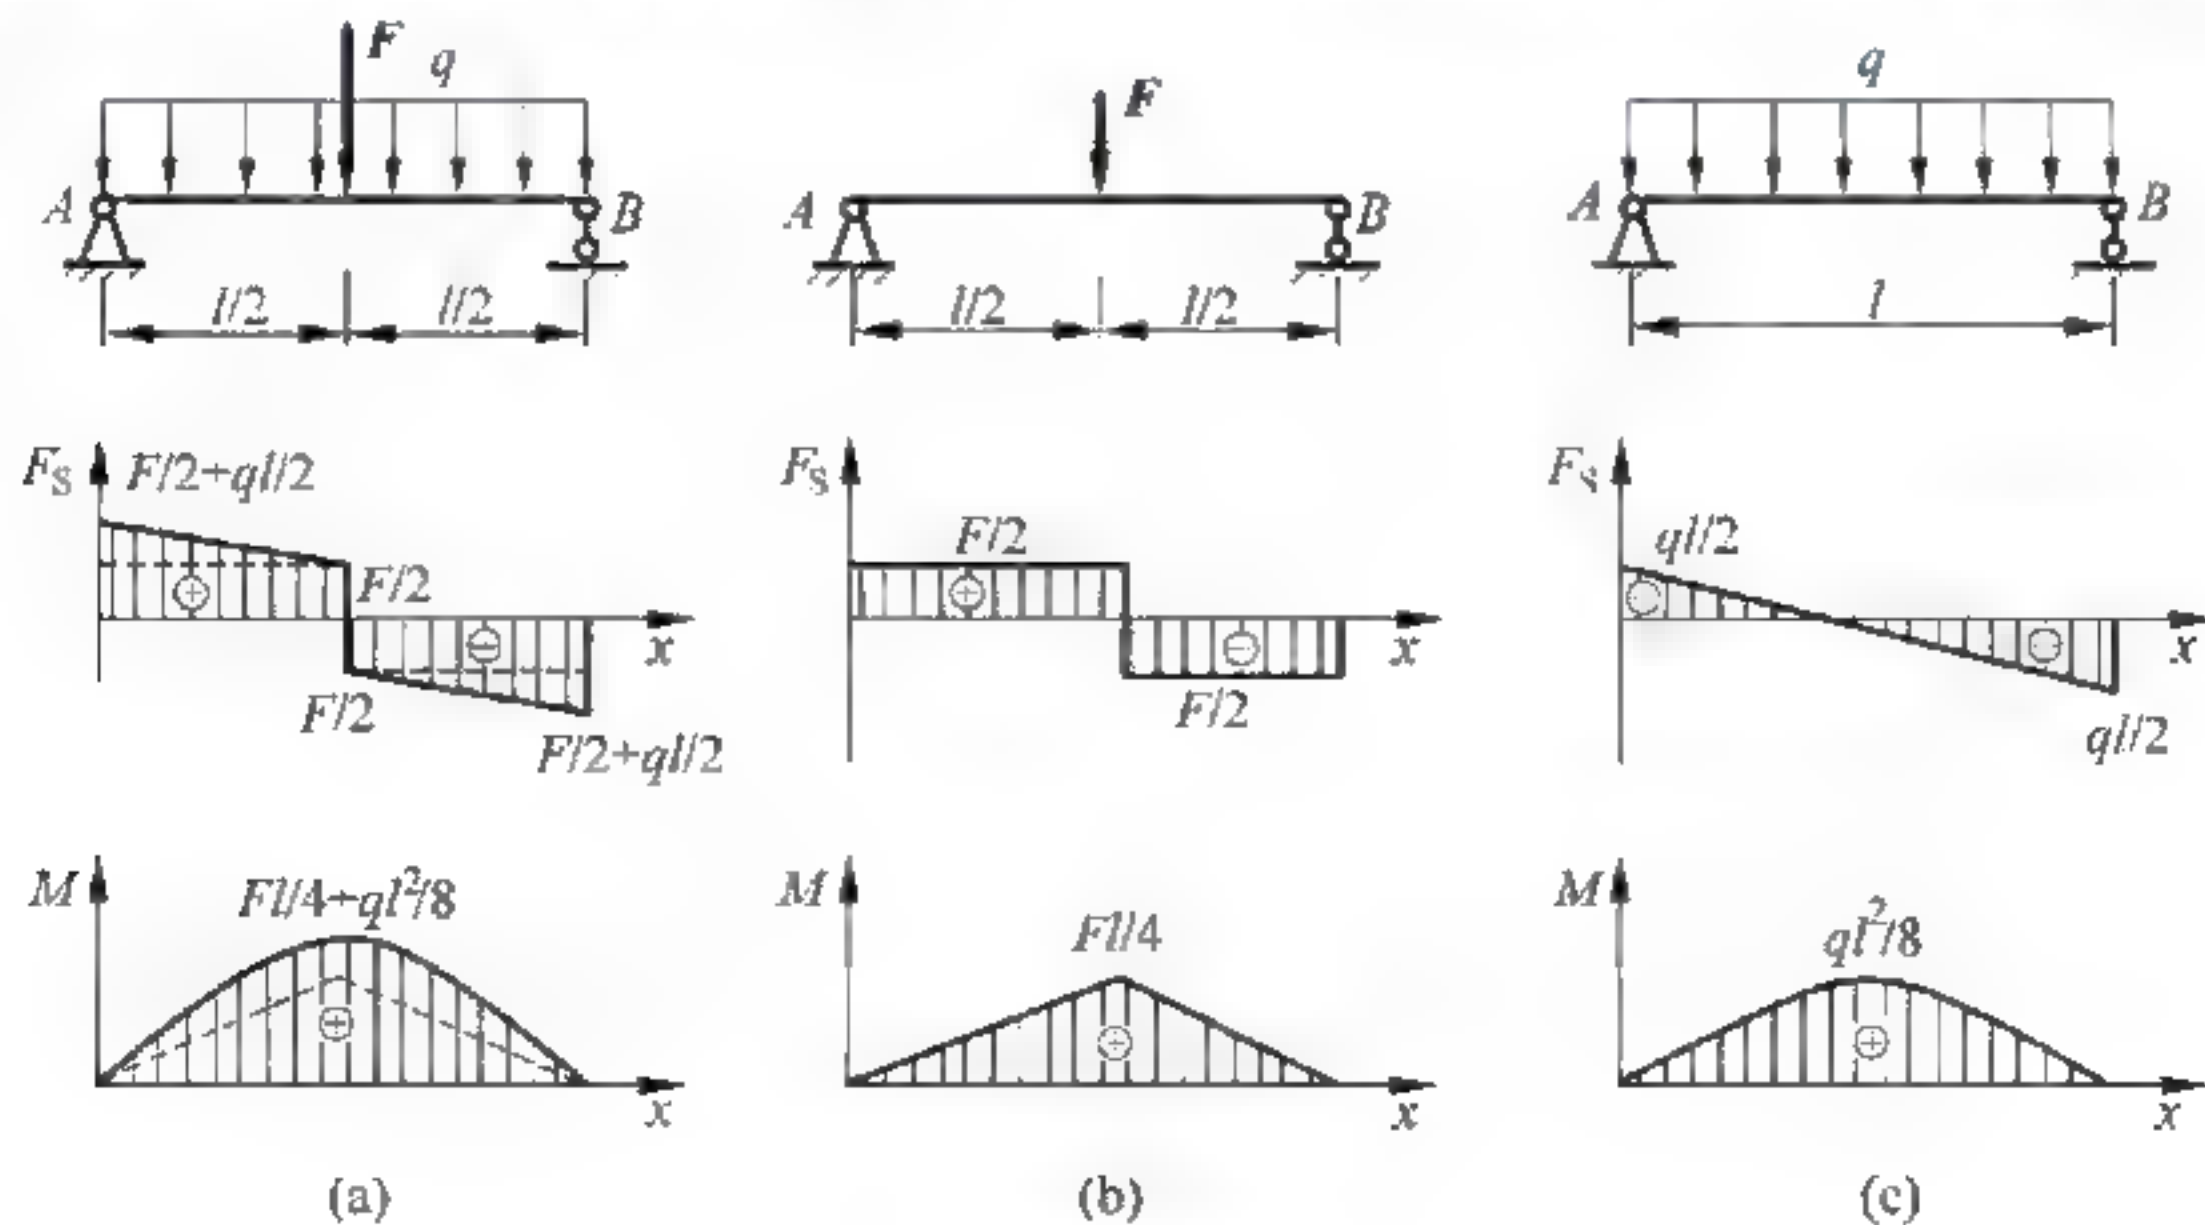 F q
A B
l/2 l/2
F
A B
l/2 l/2
q
A B
l
F_S F/2+ql/2
F/2
x
F/2
F/2+ql/2
F_S
F/2
x
F/2
F_S
ql/2
x
ql/2
M Fl/4+ql²/8
x
M Fl/4
x
M ql²/8
x
(a) (b) (c)